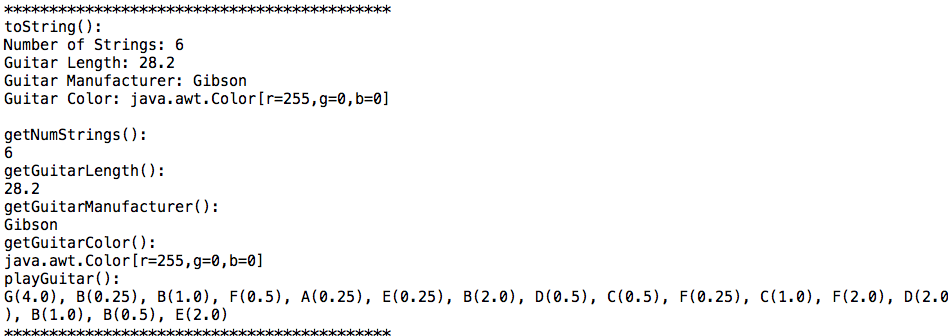 *******************************************
toString():
Number of Strings: 6
Guitar Length: 28.2
Guitar Manufacturer: Gibson
Guitar Color: java.awt.Color[r=255,g=0,b=0]
getNumStrings():
6
getGuitarLength():
28.2
getGuitarManufacturer():
Gibson
getGuitarColor():
java.awt.Color[r=255,g=0,b=0]
playGuitar():
G(4.0), B(0.25), B(1.0), F(0.5), A(0.25), E(0.25), B(2.0), D(0.5), C(0.5), F(0.25), C(1.0), F(2.0), D(2.0
), B(1.0), B(0.5), E(2.0)
*******************************************